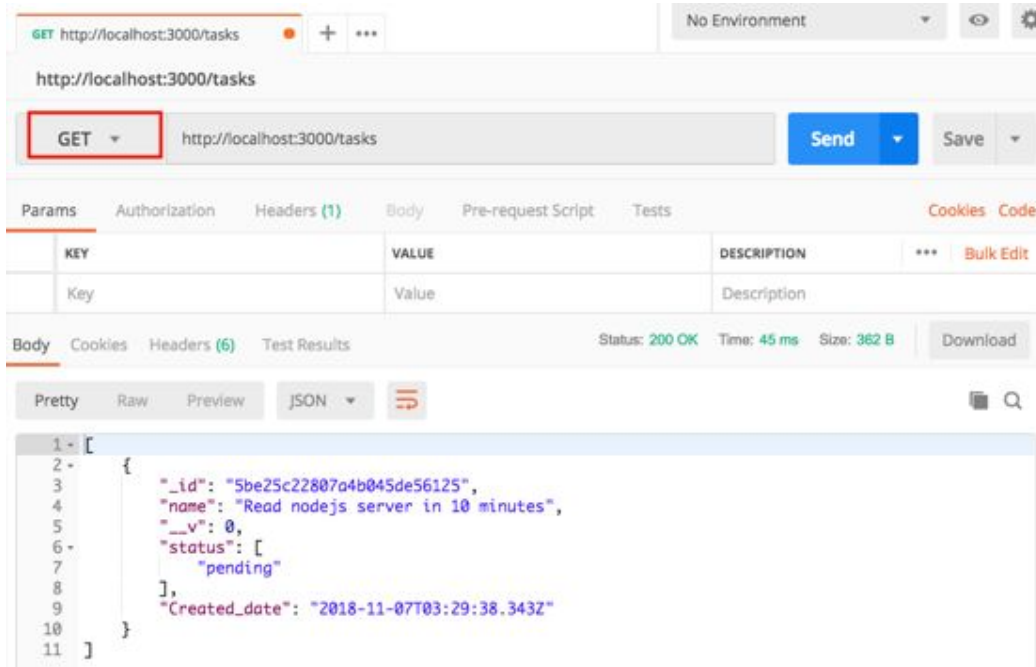 GET http://localhost:3000/tasks
No Environment
http://localhost:3000/tasks
GET http://localhost:3000/tasks Send Save
Params Authorization Headers (1) Body Pre-request Script Tests Cookies Code
KEY VALUE DESCRIPTION ••• Bulk Edit
Key Value Description
Body Cookies Headers (6) Test Results Status: 200 OK Time: 45 ms Size: 362 B Download
Pretty Raw Preview JSON
1 [
2 {
3 "_id": "5be25c22807a4b045de56125",
4 "name": "Read nodejs server in 10 minutes",
5 "__v": 0,
6 "status": [
7 "pending"
8 ],
9 "Created_date": "2018-11-07T03:29:38.343Z"
10 }
11 ]